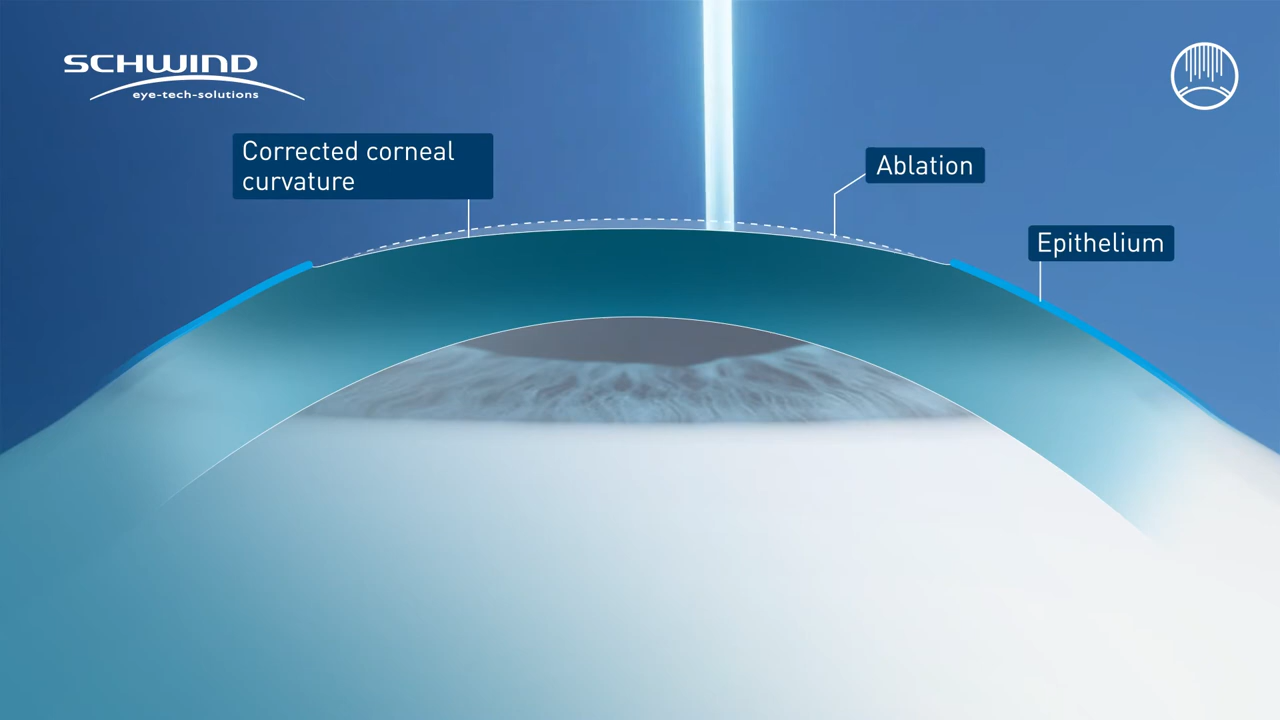 SCHWIND
eye-tech-solutions
Corrected corneal
curvature
Ablation
Epithelium